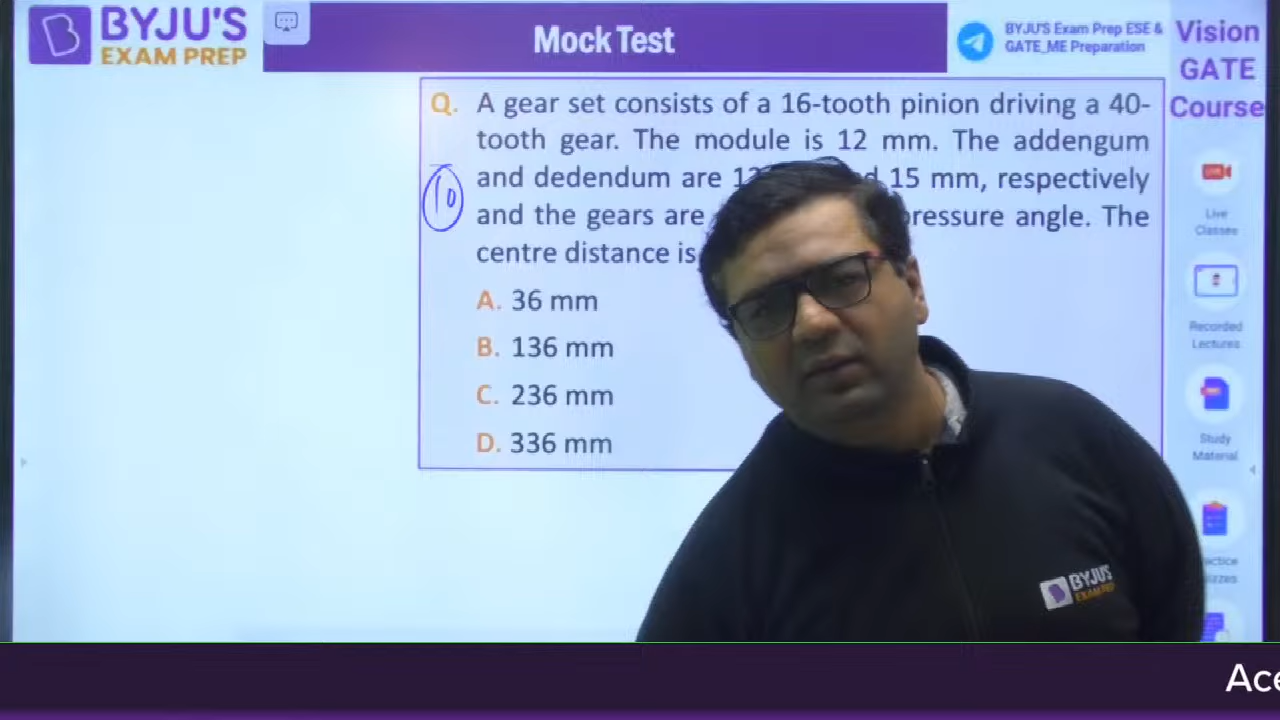 BYJU'S
EXAM PREP
Mock Test
BYJU'S Exam Prep ESE &
GATE_ME Preparation
Vision
GATE
Course
Q. A gear set consists of a 16-tooth pinion driving a 40-
tooth gear. The module is 12 mm. The addengum
and dedendum are 15 mm, respectively
10
and the gears are pressure angle. The
centre distance is
A. 36 mm
B. 136 mm
C. 236 mm
D. 336 mm
Live
Classes
Recorded
Lectures
Study
Material
BYJU'S
EXAM PREP
Ace